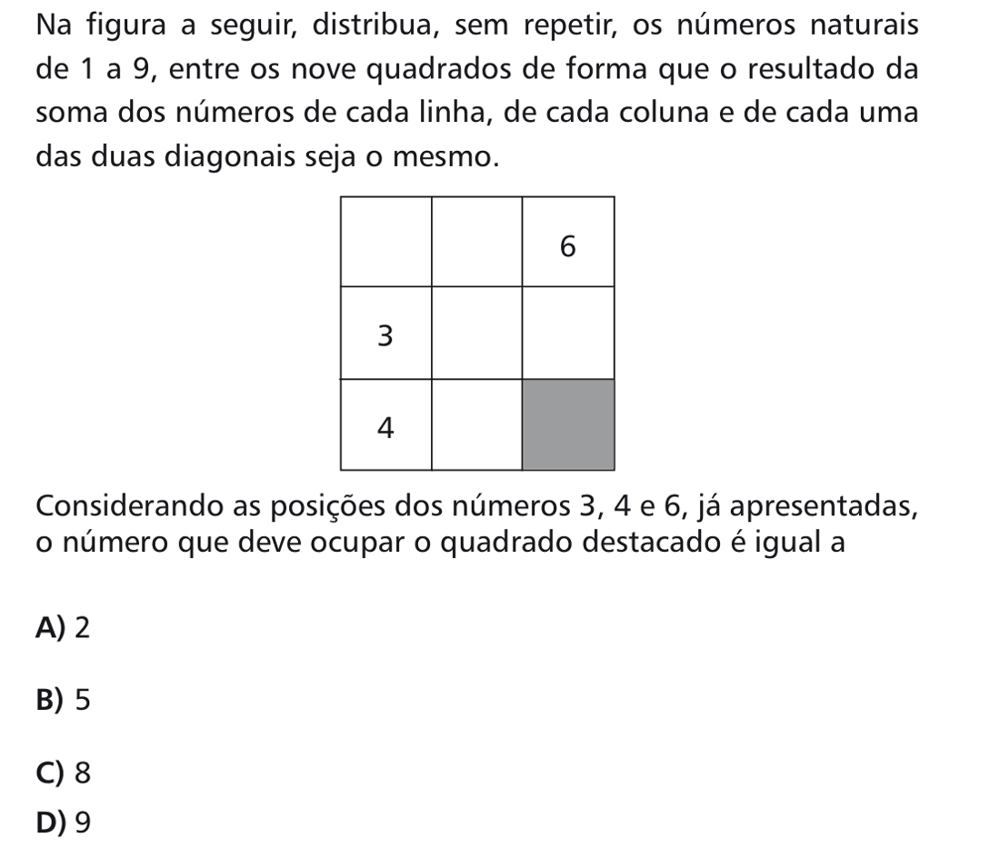 Na figura a seguir, distribua, sem repetir, os números naturais
de 1 a 9, entre os nove quadrados de forma que o resultado da
soma dos números de cada linha, de cada coluna e de cada uma
das duas diagonais seja o mesmo.
6
3
4
Considerando as posições dos números 3, 4 e 6, já apresentadas,
o número que deve ocupar o quadrado destacado é igual a
A) 2
B) 5
C) 8
D) 9